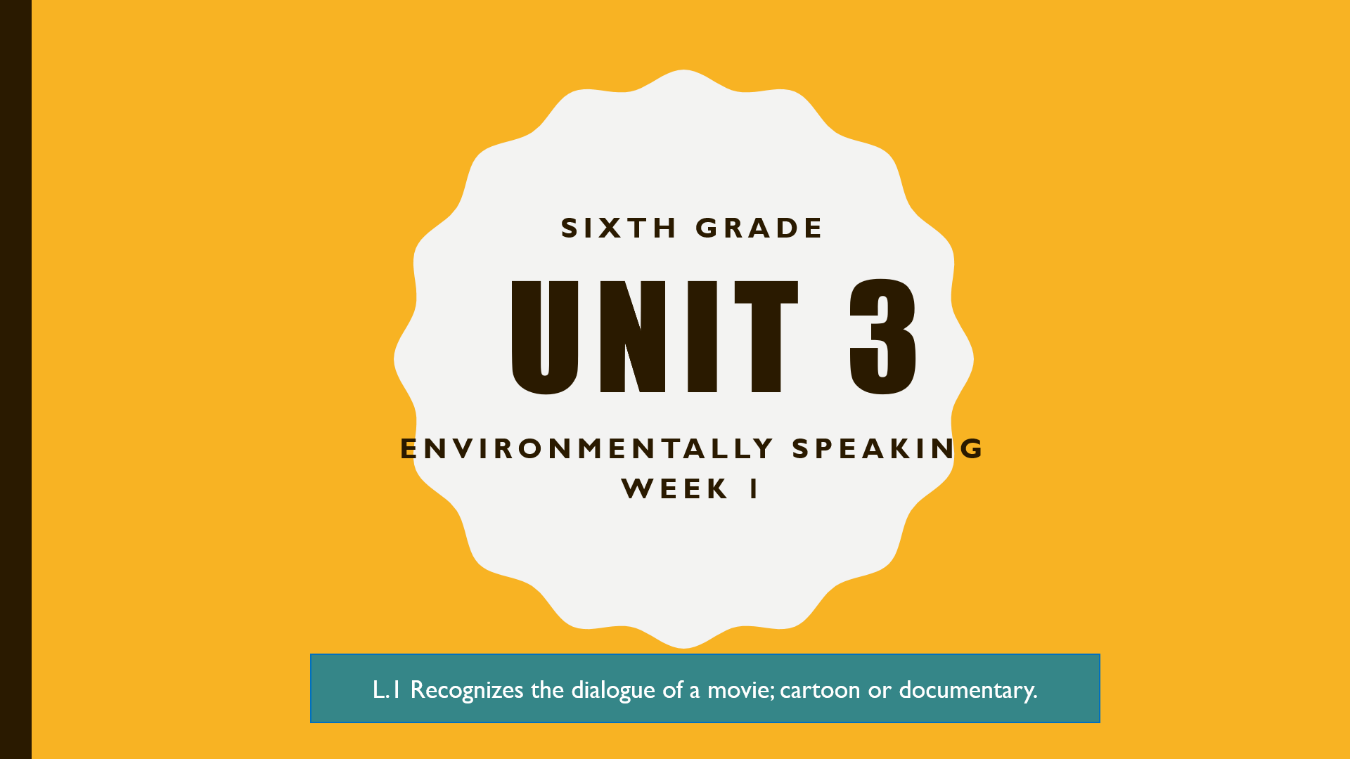 SIXTH GRADE
UNIT 3
ENVIRONMENTALLY SPEAKING
WEEK 1
L.1 Recognizes the dialogue of a movie; cartoon or documentary.